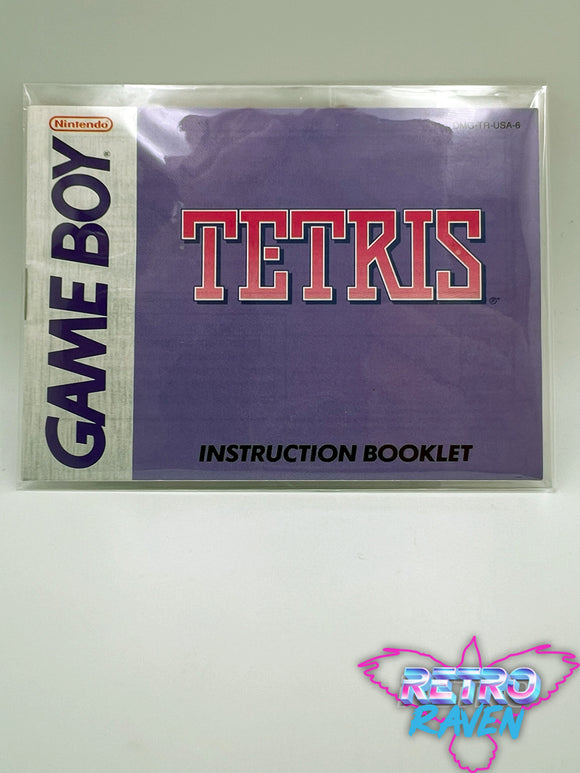 Nintendo
GAME BOY®
DMG-TR-USA-6
TETRIS
INSTRUCTION BOOKLET
RETRO
RAVEN